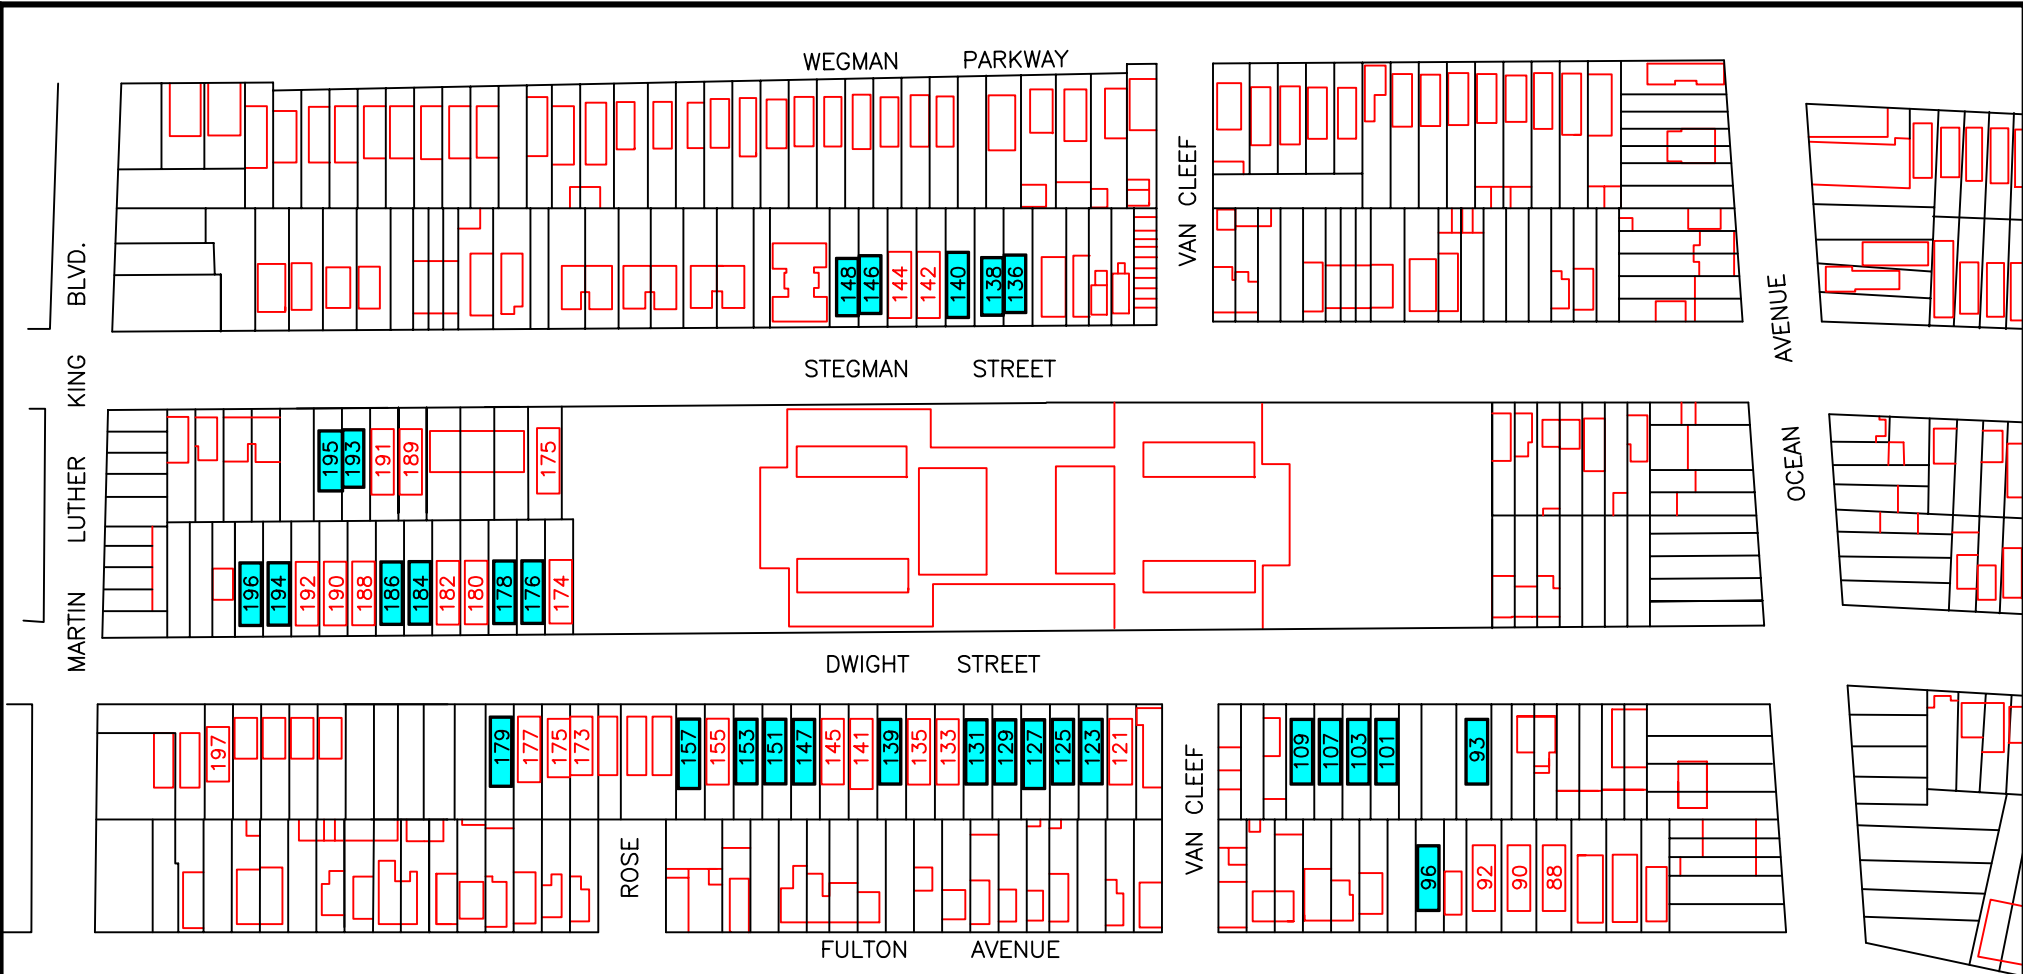 WEGMAN PARKWAY
VAN CLEEF
BLVD.
148 146 144 142 140 138 136
AVENUE
STEGMAN STREET
KING
195 193 191 189 175
LUTHER
OCEAN
196 194 192 190 188 186 184 182 180 178 176 174
MARTIN
DWIGHT STREET
197 179 177 175 173 157 155 153 151 147 145 141 139 135 133 131 129 127 125 123 121
109 107 103 101 93
VAN CLEEF
ROSE
96 92 90 88
FULTON AVENUE